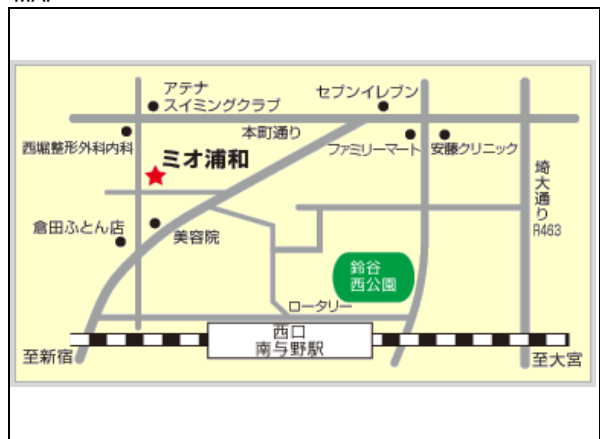 アテナ
スイミングクラブ
セブンイレブン
本町通り
西堀整形外科内科
ファミリーマート
安藤クリニック
ミオ浦和
埼大通り
R463
倉田ふとん店
美容院
鈴谷
西公園
ロータリー
西口
南与野駅
至新宿
至大宮